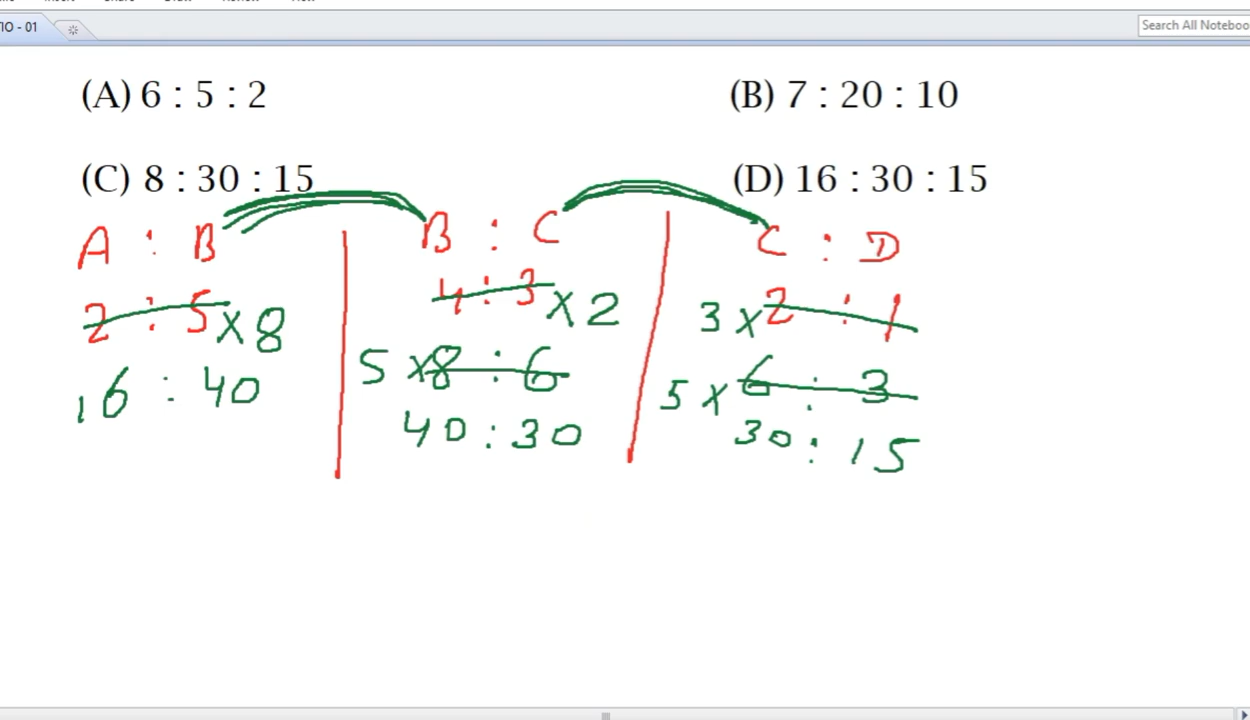 IO - 01
Search All Noteboo
(A) 6 : 5 : 2
(B) 7 : 20 : 10
(C) 8 : 30 : 15
(D) 16 : 30 : 15
A : B
B : C
C : D
2 : 5 x 8
4 : 3 x 2
3 x 2 : 1
16 : 40
5 x 8 : 6
5 x 6 : 3
40 : 30
30 : 15